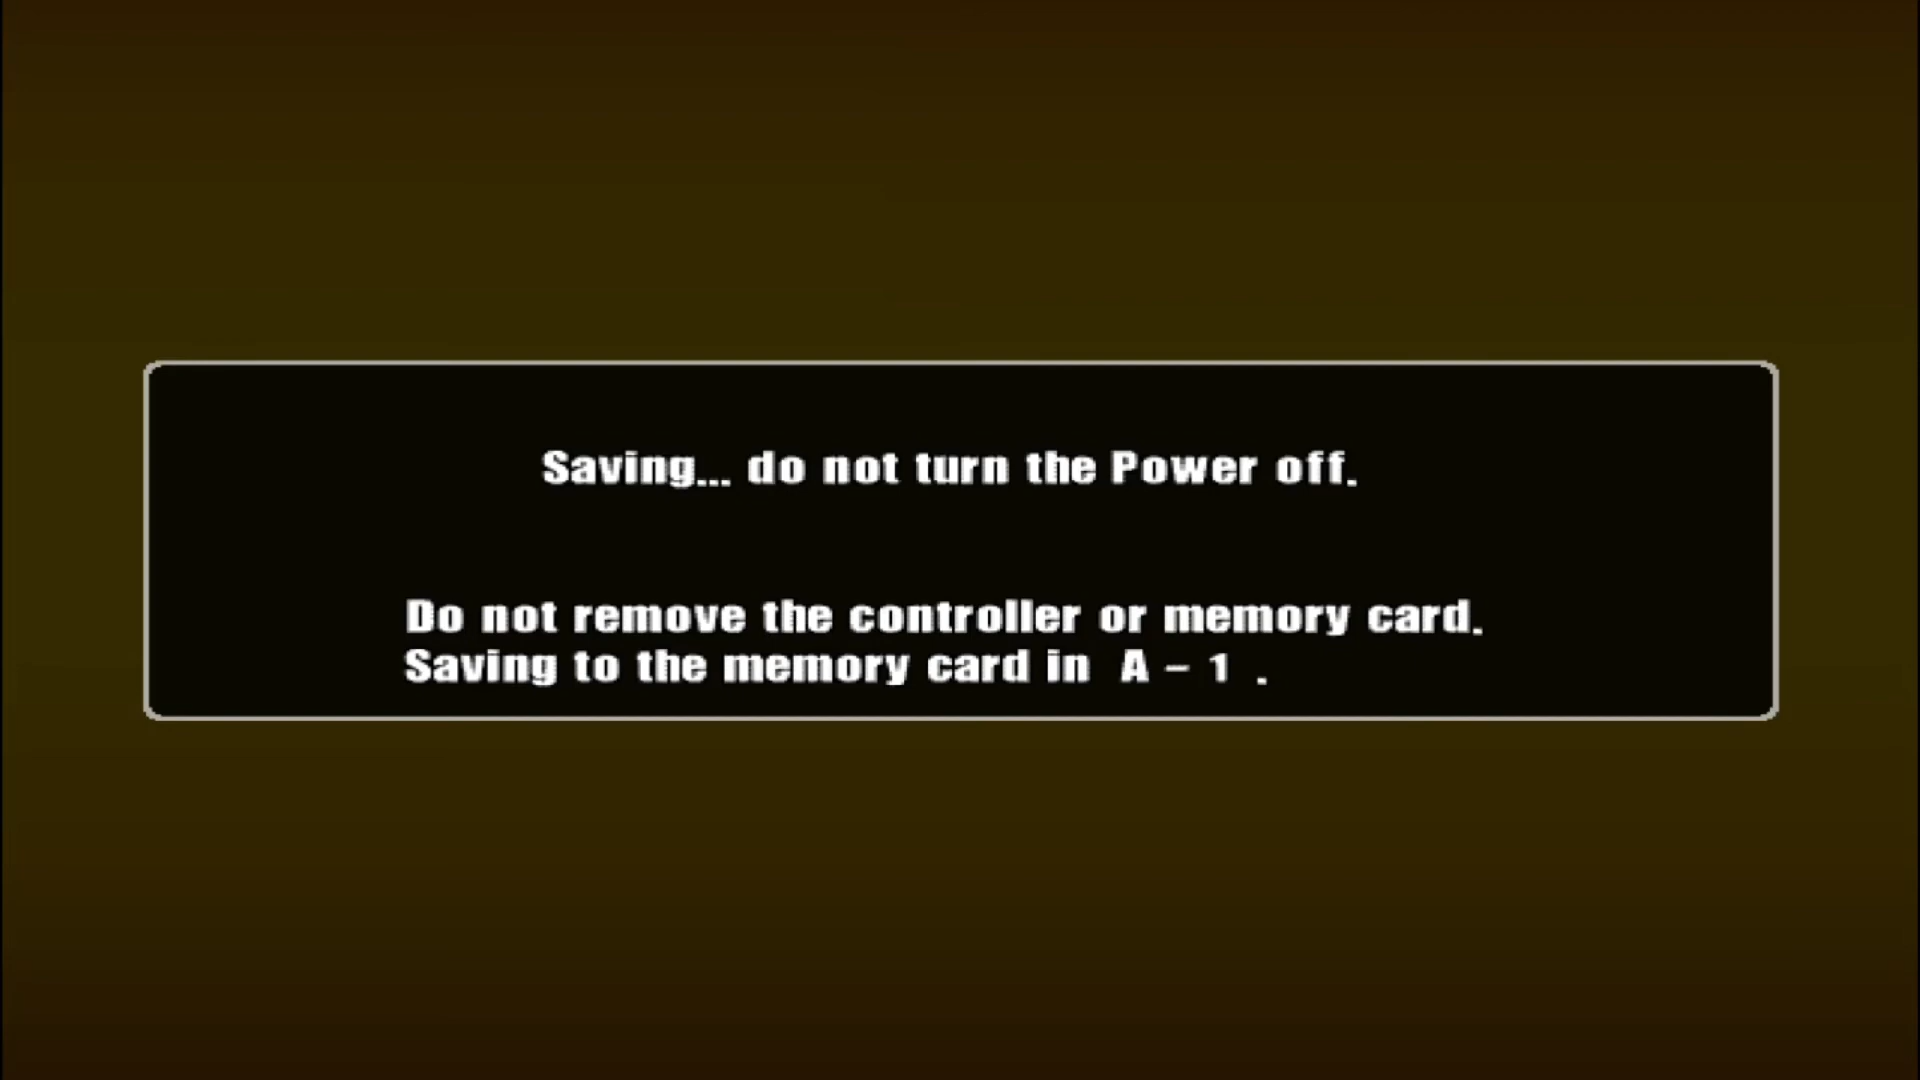 Saving... do not turn the Power off.
Do not remove the controller or memory card.
Saving to the memory card in A – 1 .